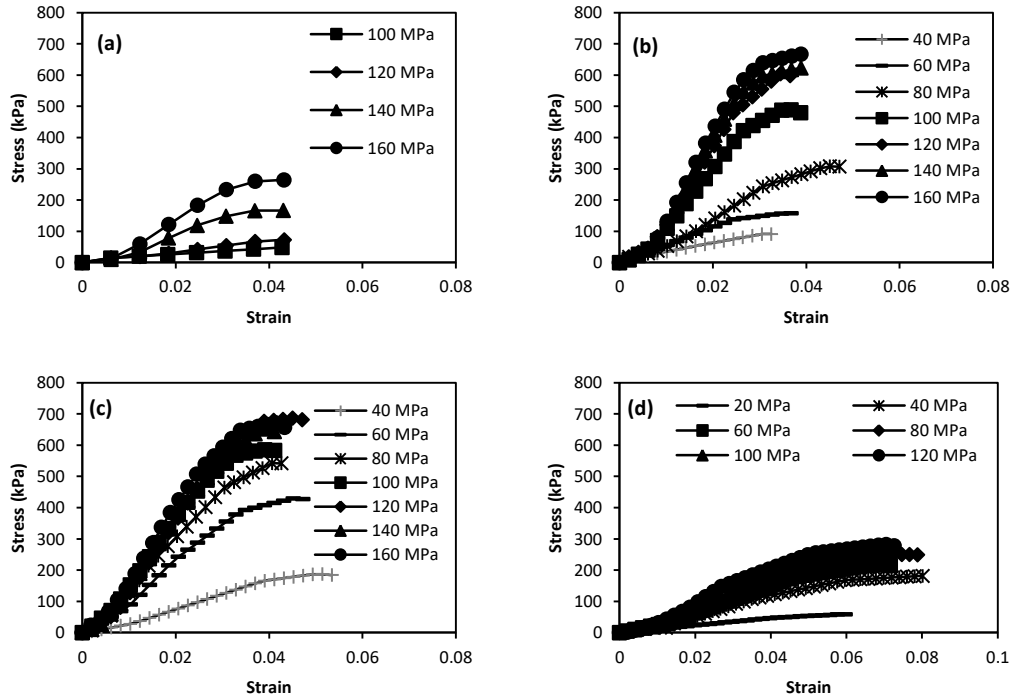 (a)
800
700
600
500
400
300
200
100
0
Stress (kPa)
0 0.02 0.04 0.06 0.08
Strain
100 MPa
120 MPa
140 MPa
160 MPa
(b)
800
700
600
500
400
300
200
100
0
Stress (kPa)
0 0.02 0.04 0.06 0.08
Strain
40 MPa
60 MPa
80 MPa
100 MPa
120 MPa
140 MPa
160 MPa
(c)
800
700
600
500
400
300
200
100
0
Stress (kPa)
0 0.02 0.04 0.06 0.08
Strain
40 MPa
60 MPa
80 MPa
100 MPa
120 MPa
140 MPa
160 MPa
(d)
800
700
600
500
400
300
200
100
0
Stress (kPa)
0 0.02 0.04 0.06 0.08 0.1
Strain
20 MPa 40 MPa
60 MPa 80 MPa
100 MPa 120 MPa